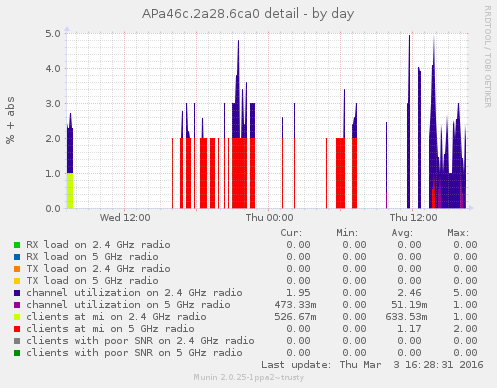 APa46c.2a28.6ca0 detail - by day
RRDTOOL / TOBI OETIKER
% + abs
5.0
4.0
3.0
2.0
1.0
0.0
Wed 12:00 Thu 00:00 Thu 12:00
Cur: Min: Avg: Max:
RX load on 2.4 GHz radio 0.00 0.00 0.00 0.00
RX load on 5 GHz radio 0.00 0.00 0.00 0.00
TX load on 2.4 GHz radio 0.00 0.00 0.00 0.00
TX load on 5 GHz radio 0.00 0.00 0.00 0.00
channel utilization on 2.4 GHz radio 1.95 0.00 2.46 5.00
channel utilization on 5 GHz radio 473.33m 0.00 51.19m 1.00
clients at mi on 2.4 GHz radio 526.67m 0.00 633.53m 1.00
clients at mi on 5 GHz radio 0.00 0.00 1.17 2.00
clients with poor SNR on 2.4 GHz radio 0.00 0.00 0.00 0.00
clients with poor SNR on 5 GHz radio 0.00 0.00 0.00 0.00
Last update: Thu Mar 3 16:28:31 2016
Munin 2.0.25-1ppa2~trusty